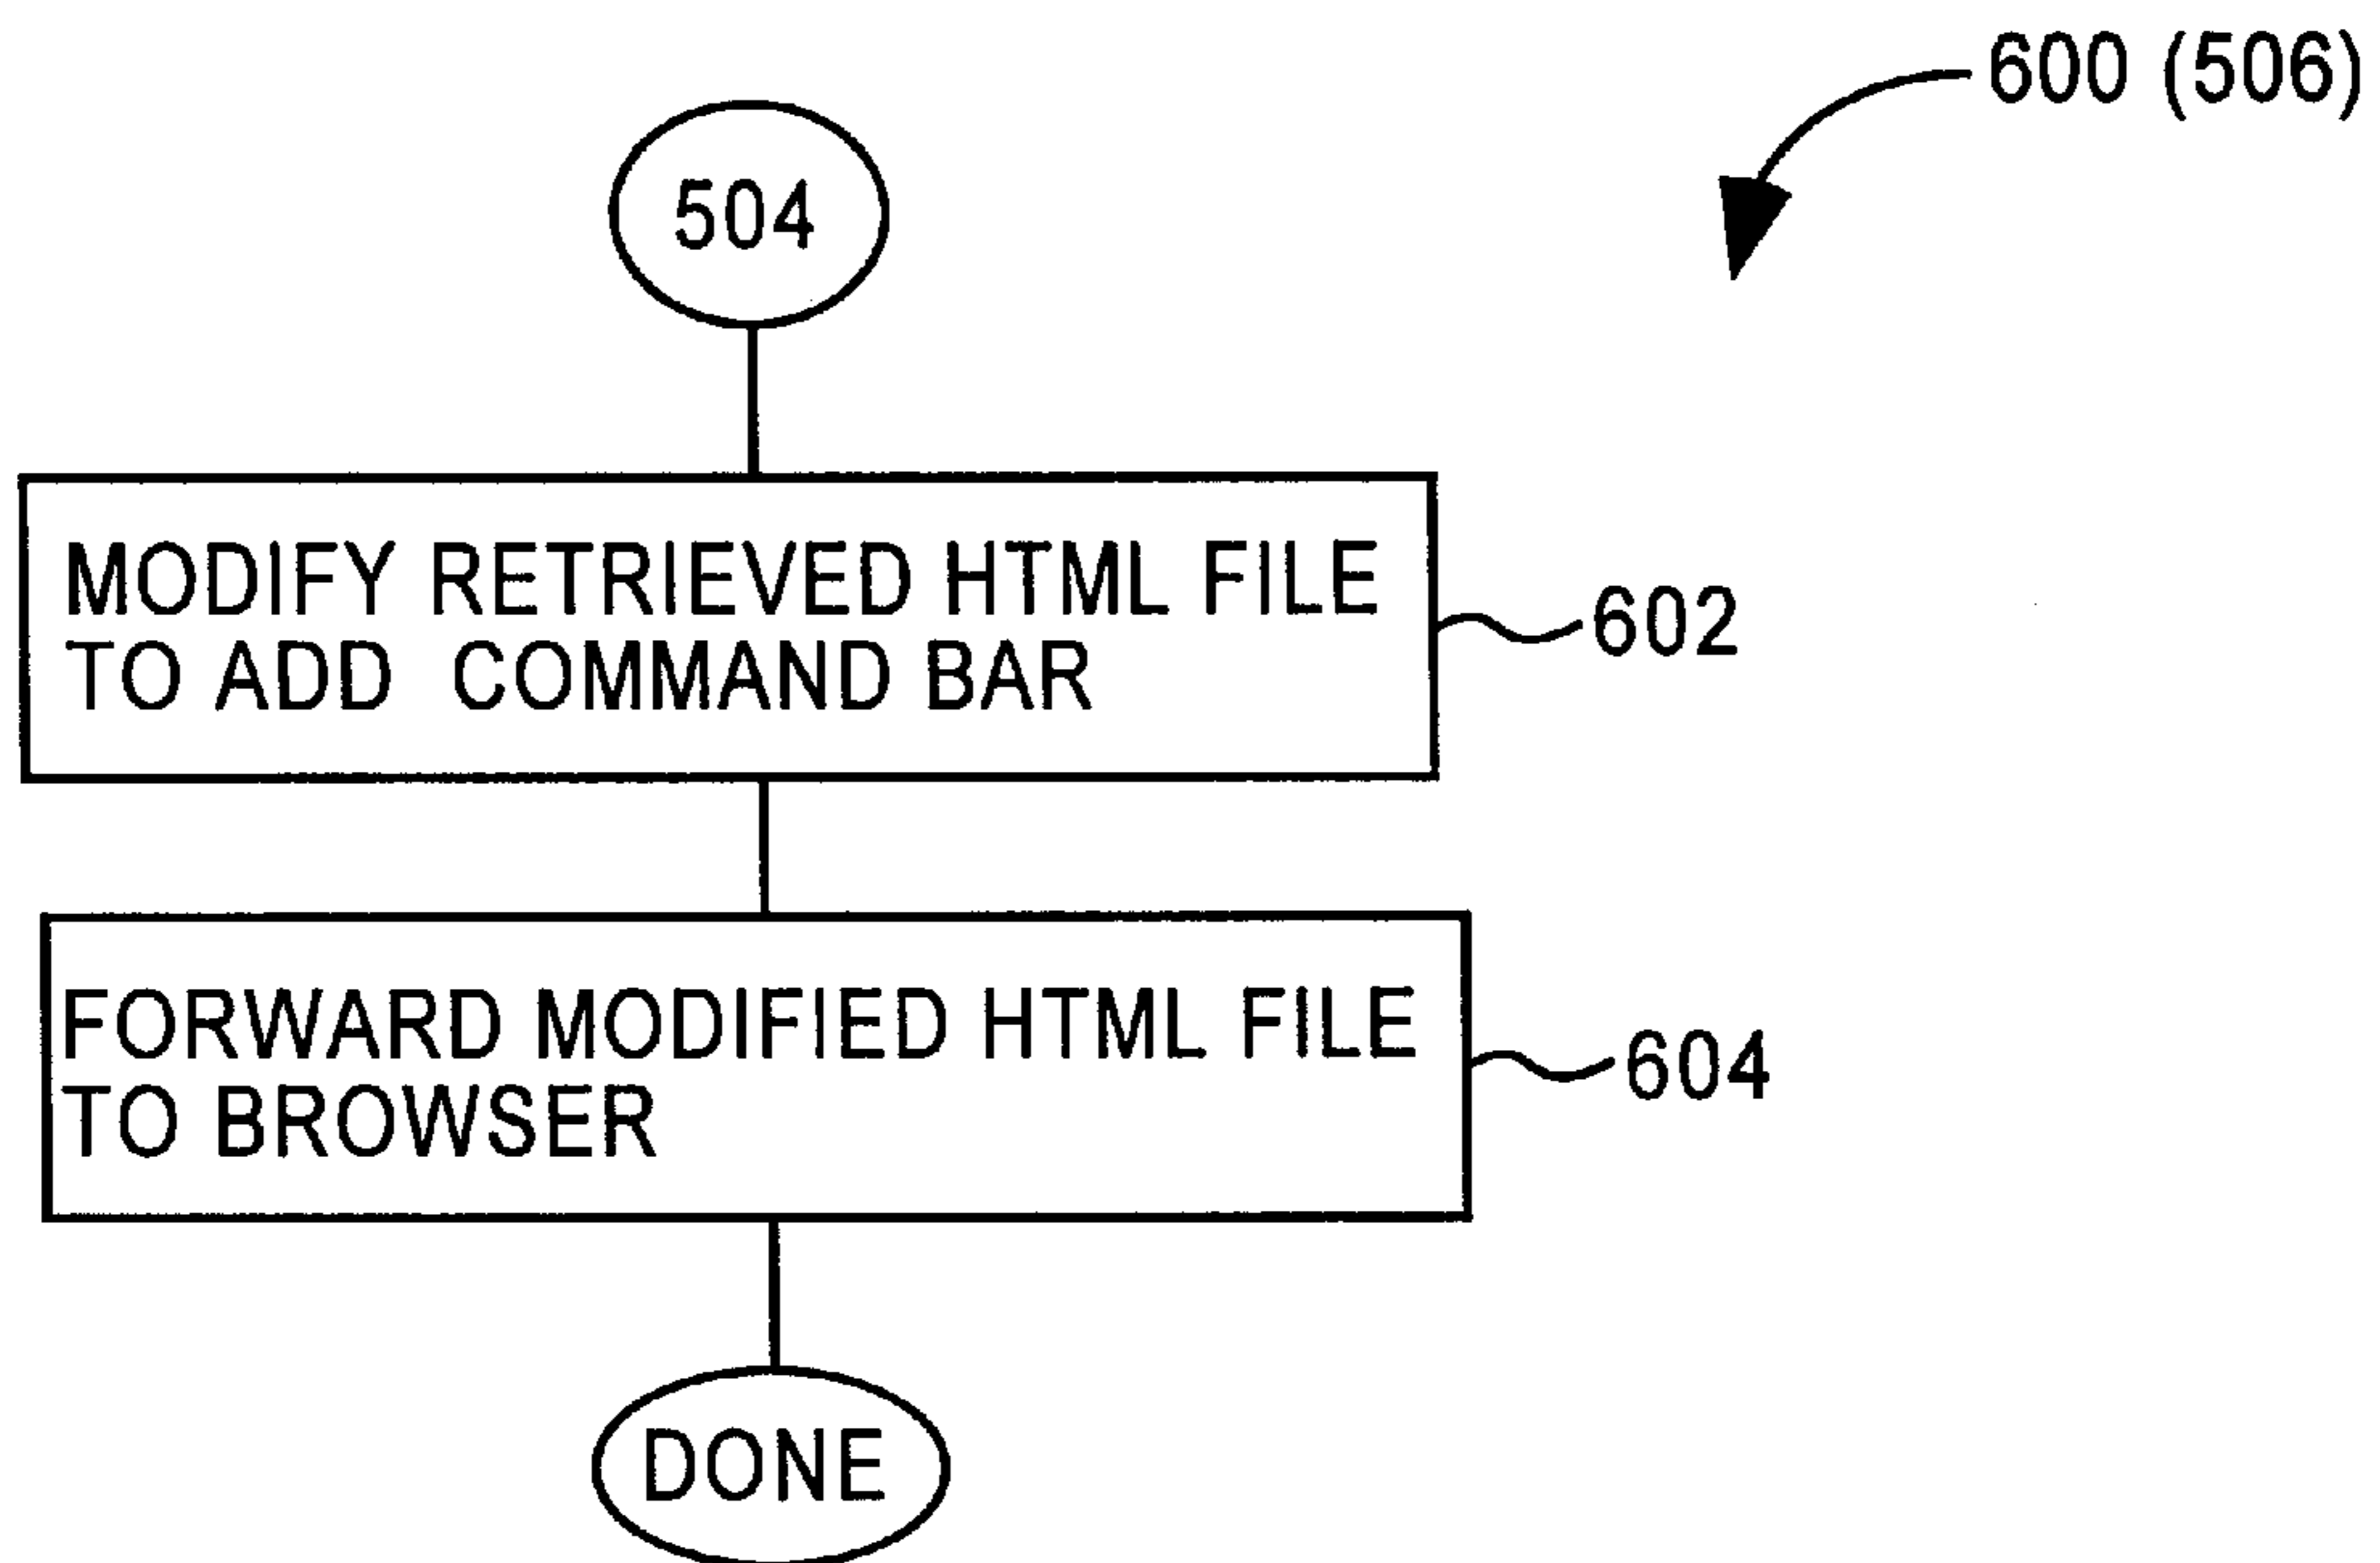 600 (506)
504
MODIFY RETRIEVED HTML FILE
TO ADD COMMAND BAR
602
FORWARD MODIFIED HTML FILE
TO BROWSER
604
DONE